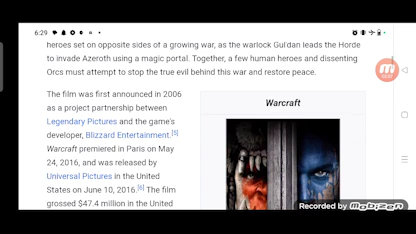 6:29
heroes set on opposite sides of a growing war, as the warlock Gul'dan leads the Horde
to invade Azeroth using a magic portal. Together, a few human heroes and dissenting
Orcs must attempt to stop the true evil behind this war and restore peace.
The film was first announced in 2006
as a project partnership between
Legendary Pictures and the game's
developer, Blizzard Entertainment.[5]
Warcraft premiered in Paris on May
24, 2016, and was released by
Universal Pictures in the United
States on June 10, 2016.[6] The film
grossed $47.4 million in the United
Warcraft
Recorded by MOBIZEN